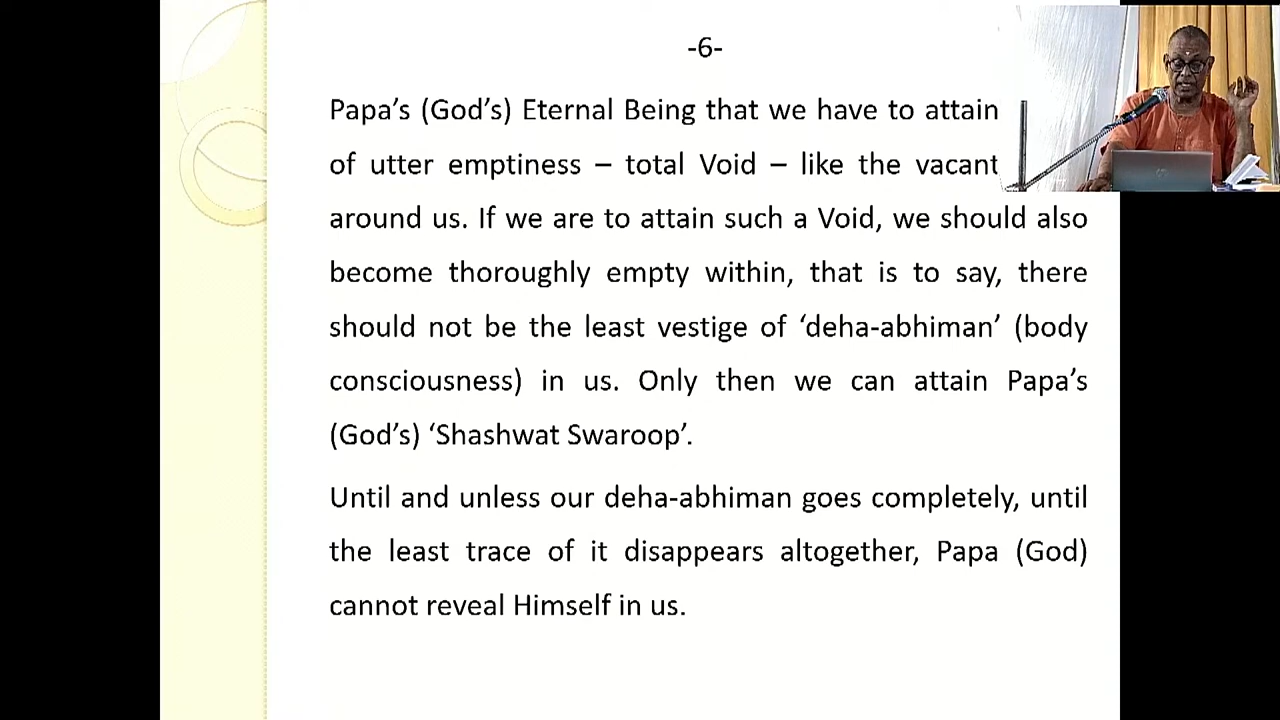 -6-
Papa’s (God’s) Eternal Being that we have to attain
of utter emptiness – total Void – like the vacant
around us. If we are to attain such a Void, we should also
become thoroughly empty within, that is to say, there
should not be the least vestige of ‘deha-abhiman’ (body
consciousness) in us. Only then we can attain Papa’s
(God’s) ‘Shashwat Swaroop’.
Until and unless our deha-abhiman goes completely, until
the least trace of it disappears altogether, Papa (God)
cannot reveal Himself in us.